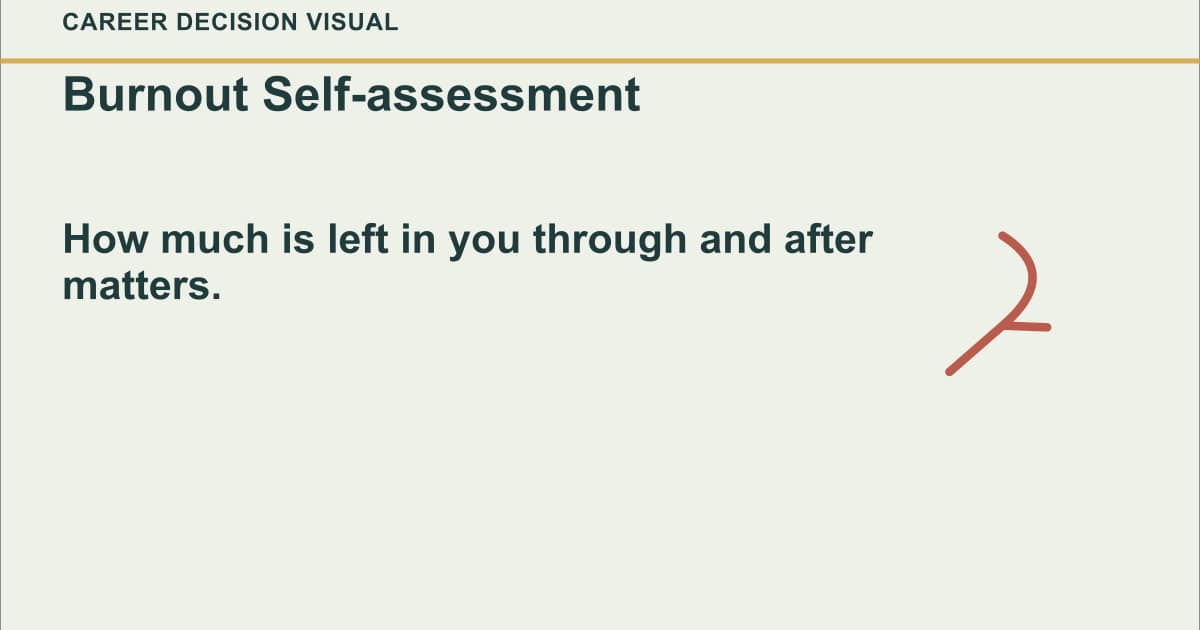 CAREER DECISION VISUAL
Burnout Self-assessment
How much is left in you through and after
matters.